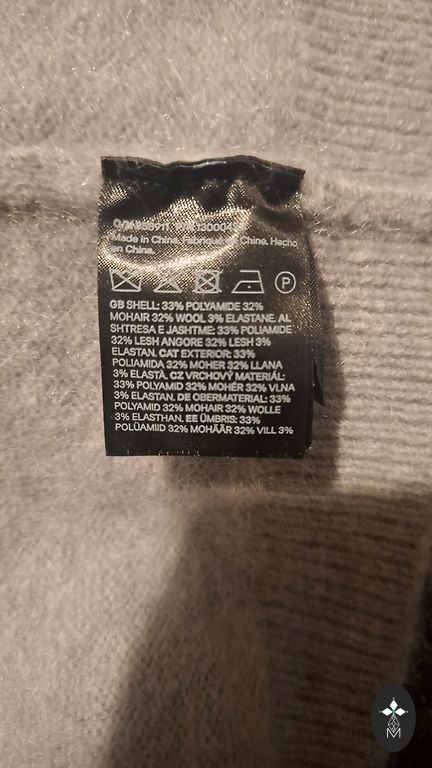 Made in China. Fabriqué en Chine. Hecho
en China.
P
GB SHELL: 33% POLYAMIDE 32%
MOHAIR 32% WOOL 3% ELASTANE. AL
SHTRESA E JASHTME: 33% POLIAMIDE
32% LESH ANGORE 32% LESH 3%
ELASTAN. CAT EXTERIOR: 33%
POLIAMIDA 32% MOHER 32% LLANA
3% ELASTÀ. CZ VRCHOVÝ MATERIÁL:
33% POLYAMID 32% MOHÉR 32% VLNA
3% ELASTAN. DE OBERMATERIAL: 33%
POLYAMID 32% MOHAIR 32% WOLLE
3% ELASTHAN. EE ÜMBRIS: 33%
POLÜAMIID 32% MOHÄÄR 32% VILL 3%
M